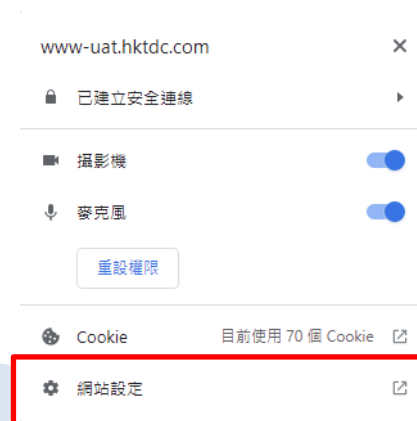 www-uat.hktdc.com
已建立安全連線
攝影機
麥克風
重設權限
Cookie 目前使用 70 個 Cookie
網站設定